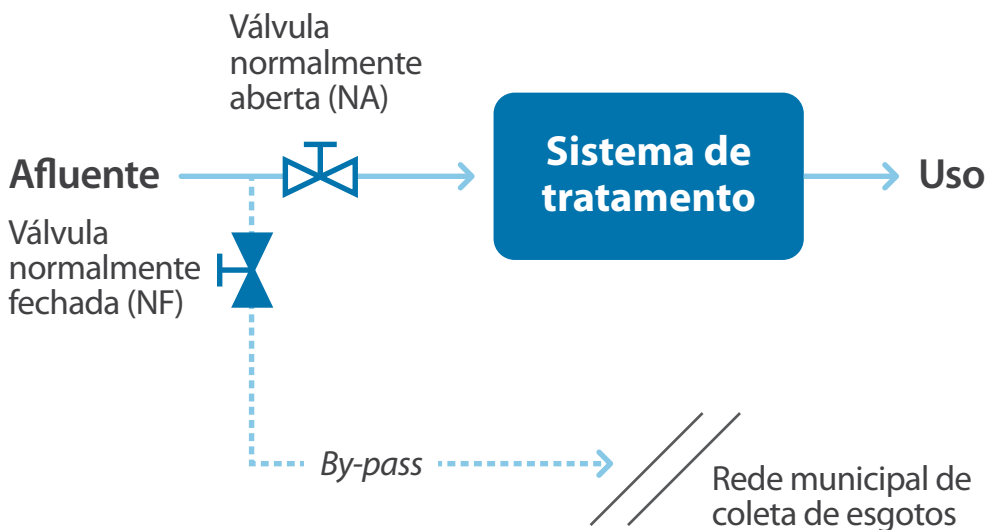 Válvula
normalmente
aberta (NA)
Afluente
Sistema de
tratamento
Uso
Válvula
normalmente
fechada (NF)
By-pass
Rede municipal de
coleta de esgotos